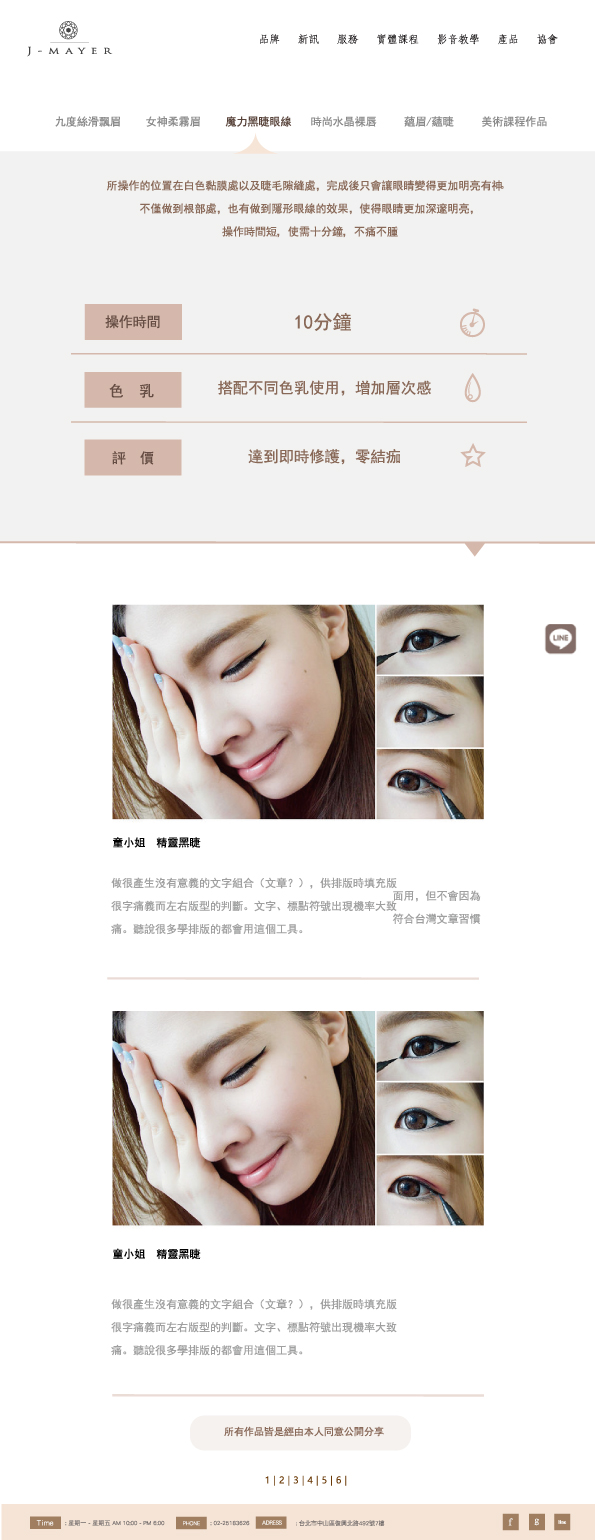 J-MAYER
品牌 新訊 服務 實體課程 影音教學 產品 協會
九度絲滑飄眉 女神柔霧眉 魔力黑睫眼線 時尚水晶裸唇 蘊眉/蘊睫 美術課程作品
所操作的位置在白色黏膜處以及睫毛隙縫處，完成後只會讓眼睛變得更加明亮有神
不僅做到根部處，也有做到隱形眼線的效果，使得眼睛更加深邃明亮，
操作時間短，使需十分鐘，不痛不腫
操作時間 10分鐘
色 乳 搭配不同色乳使用，增加層次感
評 價 達到即時修護，零結痂
LINE
童小姐 精靈黑睫
做很產生沒有意義的文字組合（文章？），供排版時填充版
面用，但不會因為
很字痛義而左右版型的判斷。文字、標點符號出現機率大致
符合台灣文章習慣
痛。聽說很多學排版的都會用這個工具。
童小姐 精靈黑睫
做很產生沒有意義的文字組合（文章？），供排版時填充版
很字痛義而左右版型的判斷。文字、標點符號出現機率大致
痛。聽說很多學排版的都會用這個工具。
所有作品皆是經由本人同意公開分享
1 | 2 | 3 | 4 | 5 | 6 |
Time : 星期一 - 星期五 AM 10:00 - PM 6:00 PHONE : 02-25163626 ADRESS : 台北市中山區復興北路492號7樓 f g line